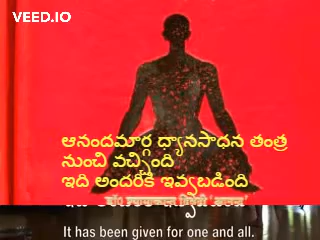 VEED.IO
ఆనందమార్గ ధ్యానసాధన తంత్ర
నుంచి వచ్చింది
ఇది అందరికీ ఇవ్వబడింది
It has been given for one and all.